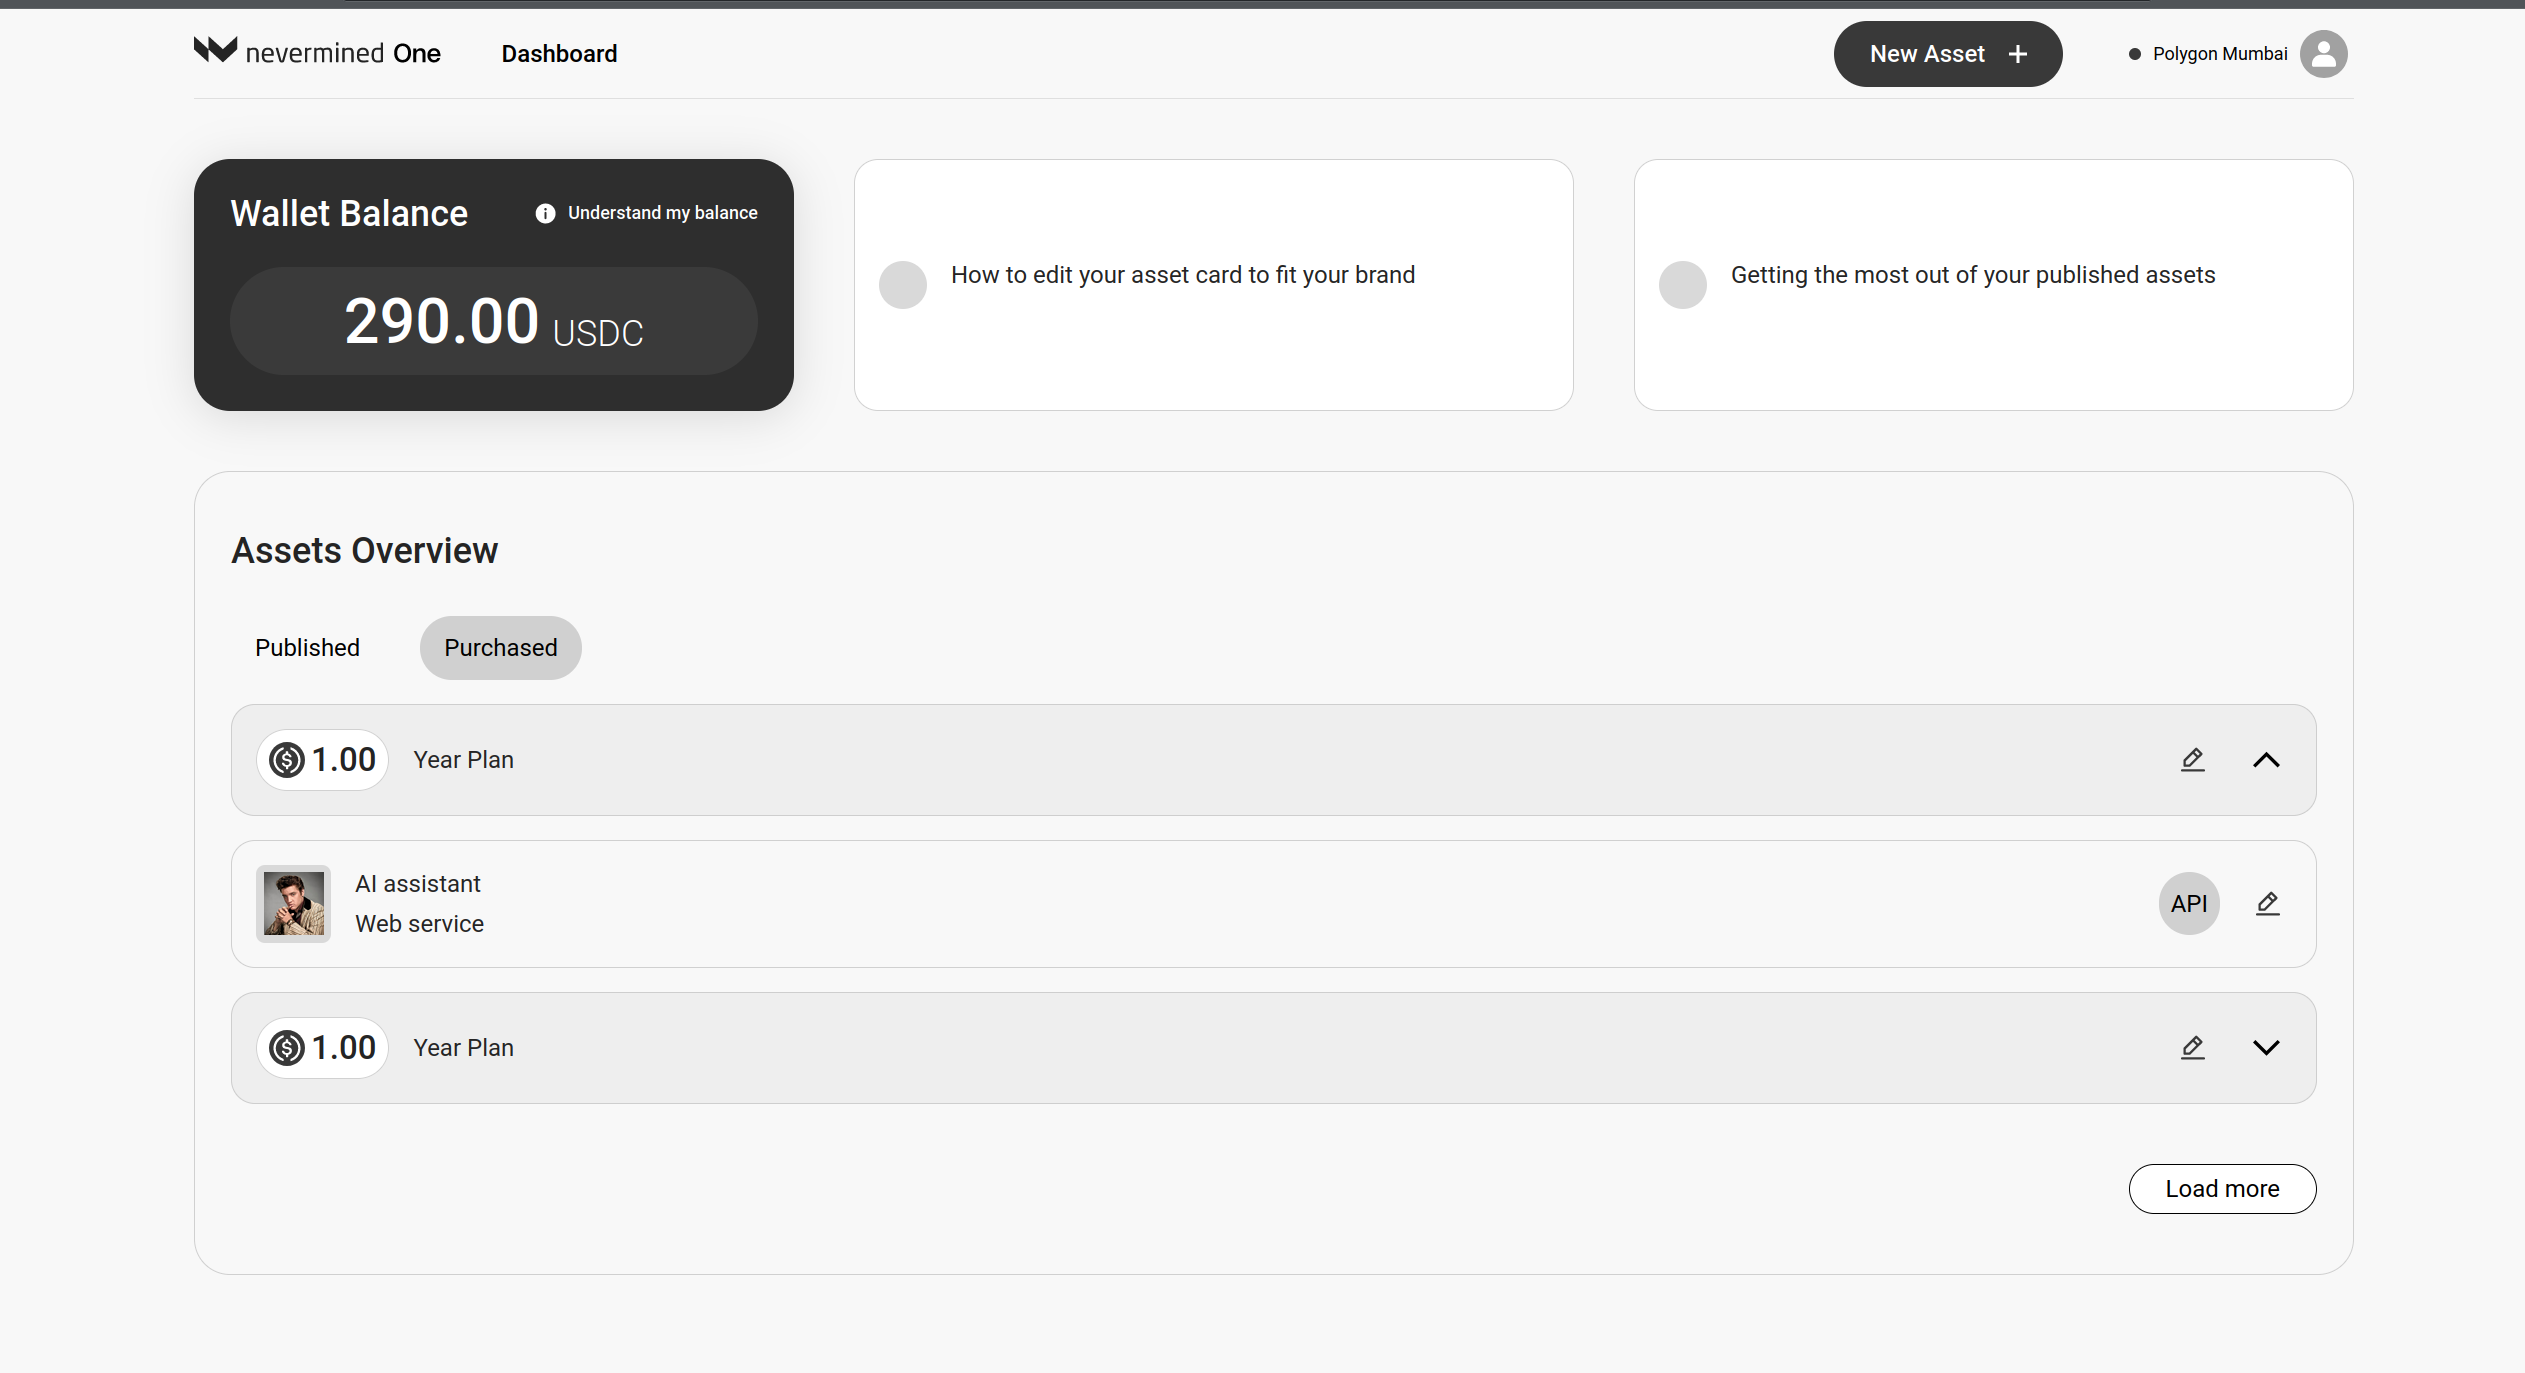 nevermined One
Dashboard
New Asset +
Polygon Mumbai
Wallet Balance
Understand my balance
290.00 USDC
How to edit your asset card to fit your brand
Getting the most out of your published assets
Assets Overview
Published
Purchased
1.00
Year Plan
AI assistant
Web service
API
1.00
Year Plan
Load more